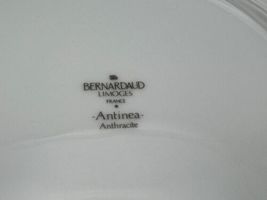 BERNARDAUD
LIMOGES
FRANCE
-Antinea-
Anthracite